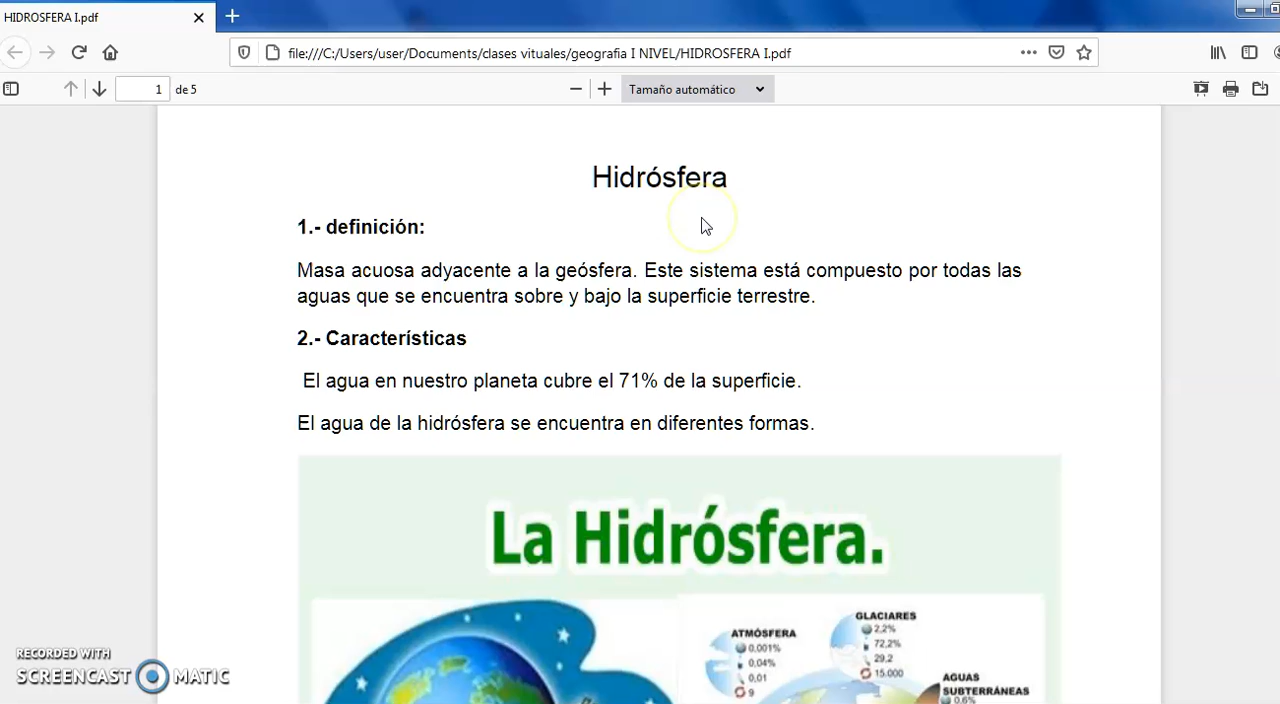 HIDROSFERA I.pdf
file:///C:/Users/user/Documents/clases vituales/geografia I NIVEL/HIDROSFERA I.pdf
1 de 5
Tamaño automático
Hidrósfera
1.- definición:
Masa acuosa adyacente a la geósfera. Este sistema está compuesto por todas las
aguas que se encuentra sobre y bajo la superficie terrestre.
2.- Características
El agua en nuestro planeta cubre el 71% de la superficie.
El agua de la hidrósfera se encuentra en diferentes formas.
La Hidrósfera.
GLACIARES
2,2%
72,2%
29,2
15.000
ATMÓSFERA
0,001%
0,04%
0,01
9
AGUAS
SUBTERRÁNEAS
0,6%
RECORDED WITH
SCREENCAST MATIC